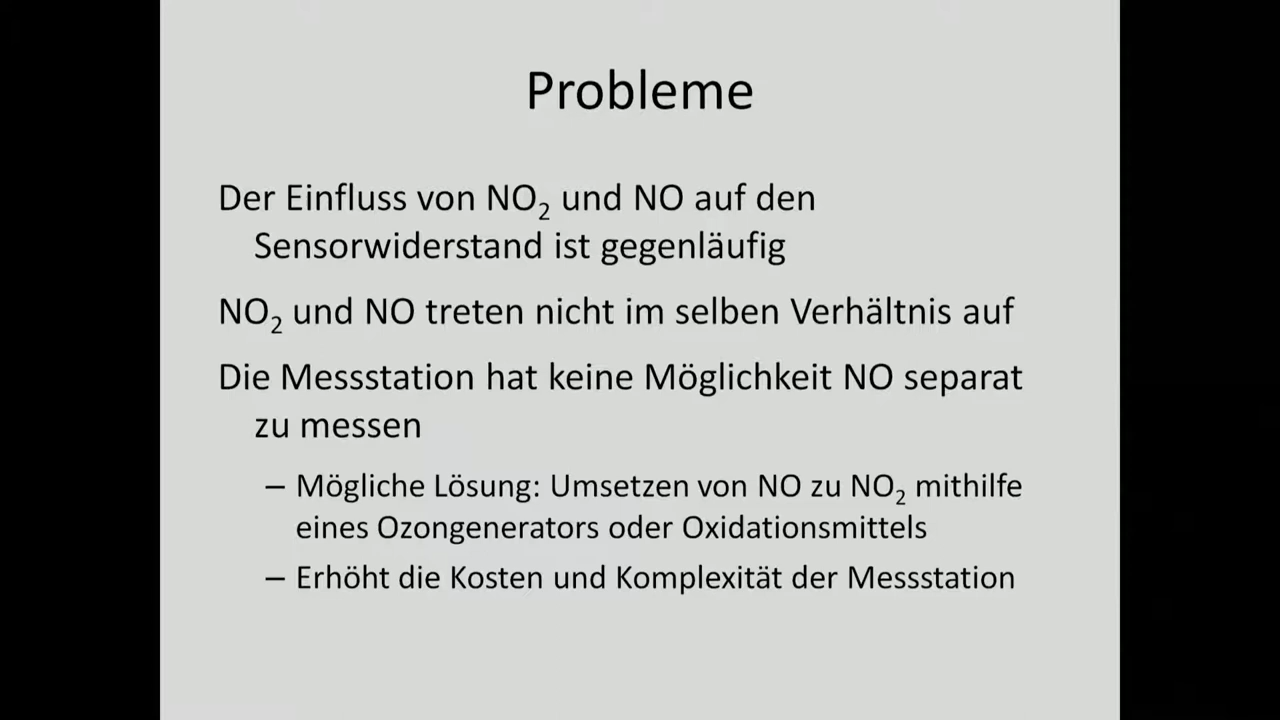 Probleme
Der Einfluss von NO₂ und NO auf den
Sensorwiderstand ist gegenläufig
NO₂ und NO treten nicht im selben Verhältnis auf
Die Messstation hat keine Möglichkeit NO separat
zu messen
– Mögliche Lösung: Umsetzen von NO zu NO₂ mithilfe
eines Ozongenerators oder Oxidationsmittels
– Erhöht die Kosten und Komplexität der Messstation